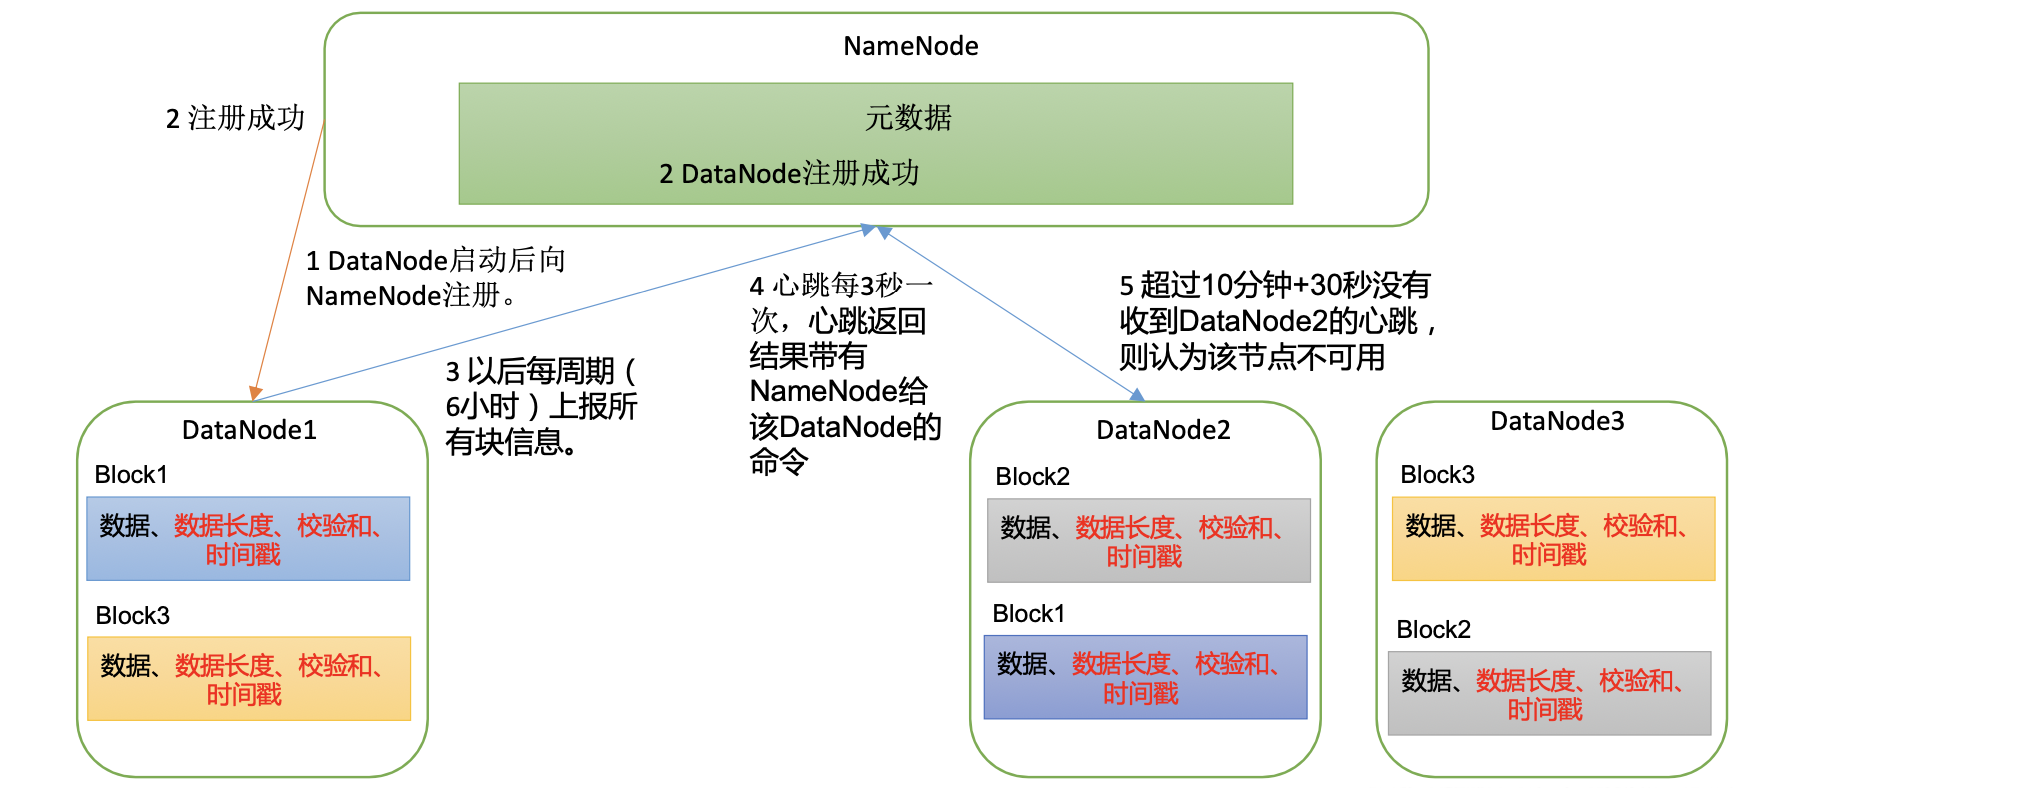 NameNode
元数据
2 DataNode注册成功
2 注册成功
1 DataNode启动后向
NameNode注册。
3 以后每周期（
6小时）上报所
有块信息。
4 心跳每3秒一
次，心跳返回
结果带有
NameNode给
该DataNode的
命令
5 超过10分钟+30秒没有
收到DataNode2的心跳，
则认为该节点不可用
DataNode1
Block1
数据、数据长度、校验和、
时间戳
Block3
数据、数据长度、校验和、
时间戳
DataNode2
Block2
数据、数据长度、校验和、
时间戳
Block1
数据、数据长度、校验和、
时间戳
DataNode3
Block3
数据、数据长度、校验和、
时间戳
Block2
数据、数据长度、校验和、
时间戳